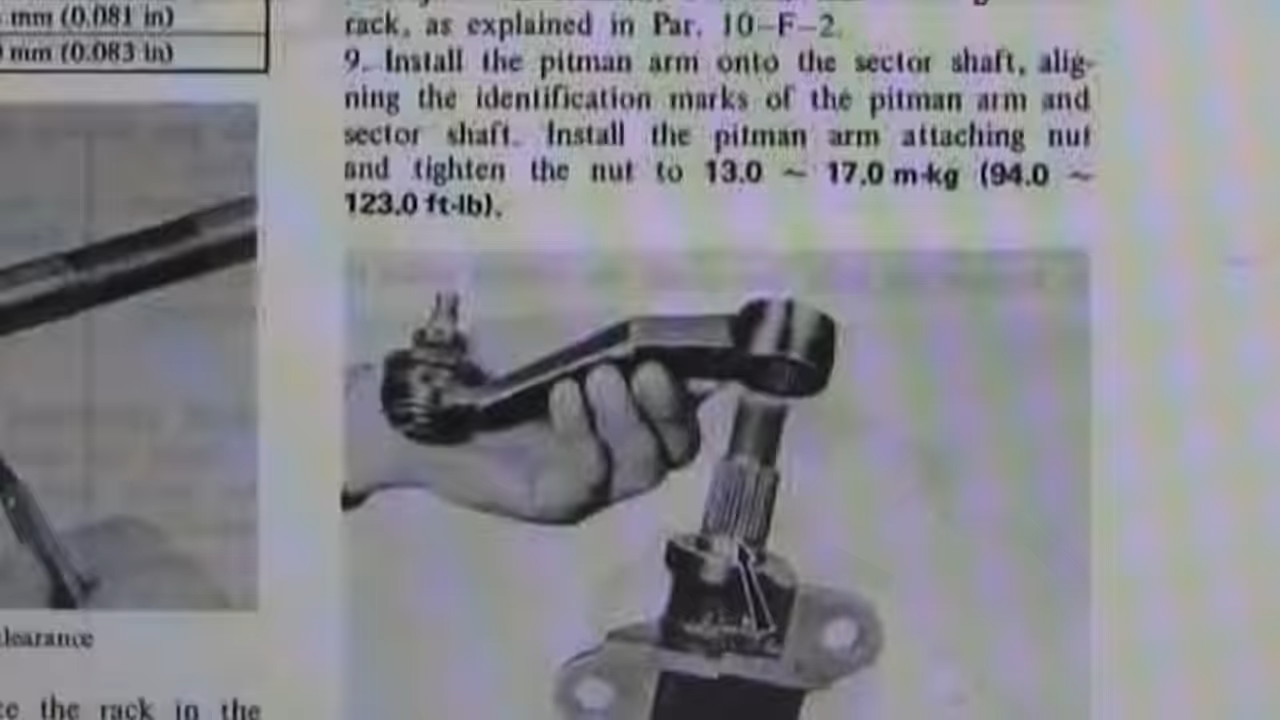 mm (0.081 in)
mm (0.083 in)
learance
the rack in the
rack, as explained in Par. 10-F-2.
9. Install the pitman arm onto the sector shaft, alig-
ning the identification marks of the pitman arm and
sector shaft. Install the pitman arm attaching nut
and tighten the nut to 13.0 ~ 17.0 m-kg (94.0 ~
123.0 ft-lb).